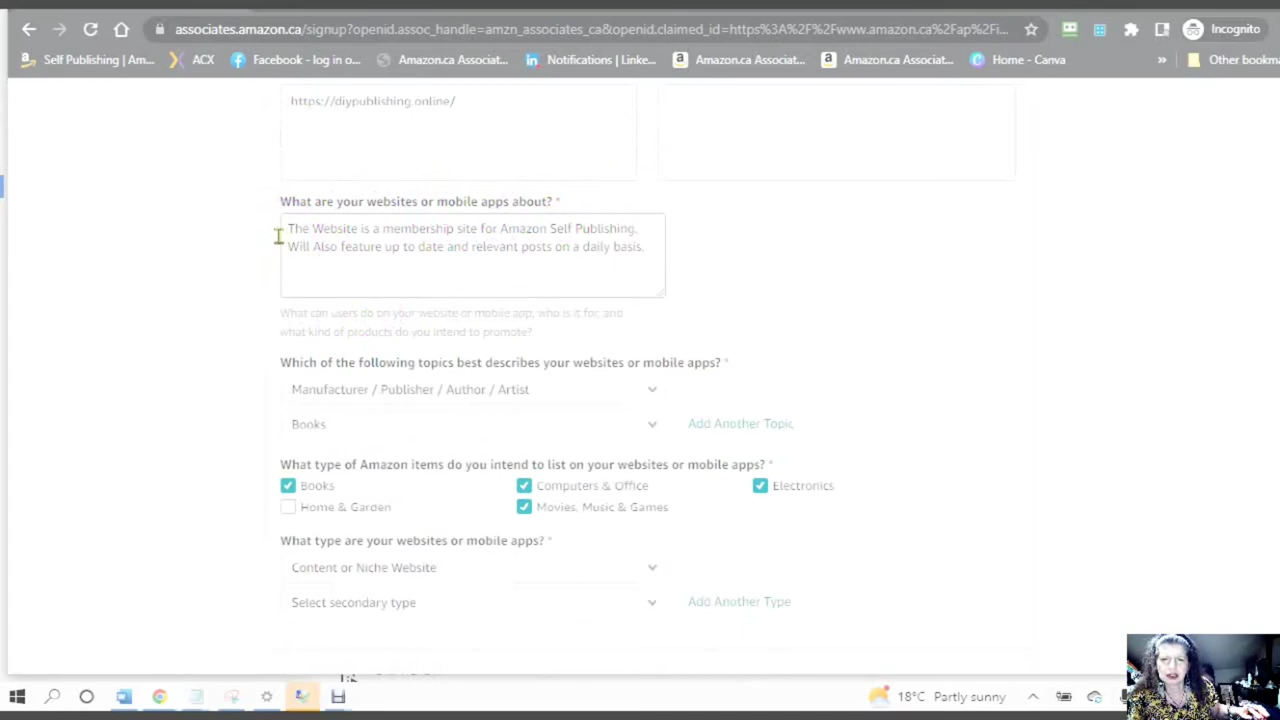 associates.amazon.ca/signup?openid.assoc_handle=amzn_associates_ca&openid.claimed_id=https%3A%2F%2Fwww.amazon.ca%2Fap%2Fi...
Incognito
Self Publishing | Am...
ACX
Facebook - log in o...
Amazon.ca Associat...
Notifications | Linke...
Amazon.ca Associat...
Amazon.ca Associat...
Home - Canva
»
Other bookma
https://diypublishing.online/
What are your websites or mobile apps about? *
The Website is a membership site for Amazon Self Publishing.
Will Also feature up to date and relevant posts on a daily basis.
What can users do on your website or mobile app, who is it for, and
what kind of products do you intend to promote?
Which of the following topics best describes your websites or mobile apps? *
Manufacturer / Publisher / Author / Artist
Books
Add Another Topic
What type of Amazon items do you intend to list on your websites or mobile apps? *
Books
Computers & Office
Electronics
Home & Garden
Movies, Music & Games
What type are your websites or mobile apps? *
Content or Niche Website
Select secondary type
Add Another Type
18°C Partly sunny